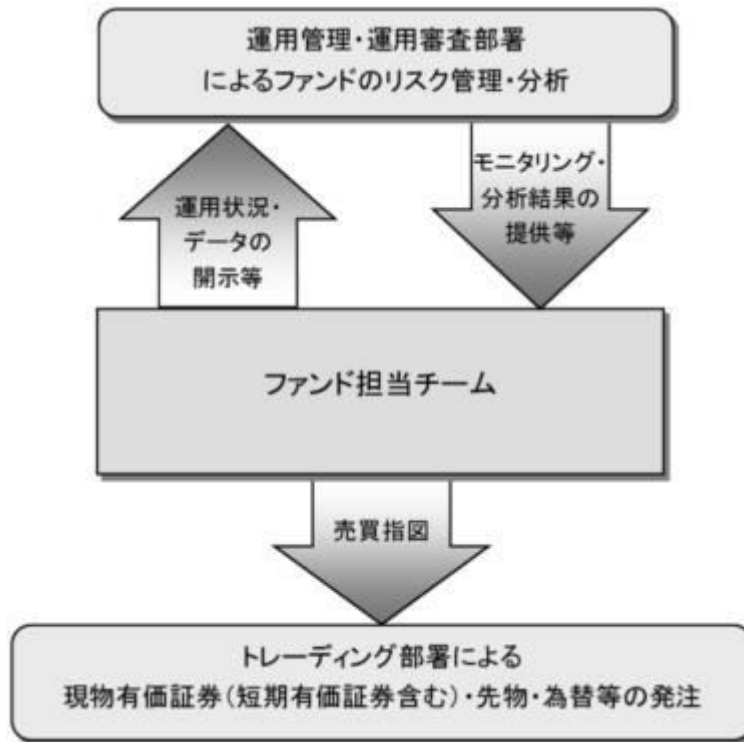 運用管理・運用審査部署
によるファンドのリスク管理・分析
運用状況・
データの
開示等
モニタリング・
分析結果の
提供等
ファンド担当チーム
売買指図
トレーディング部署による
現物有価証券(短期有価証券含む)・先物・為替等の発注